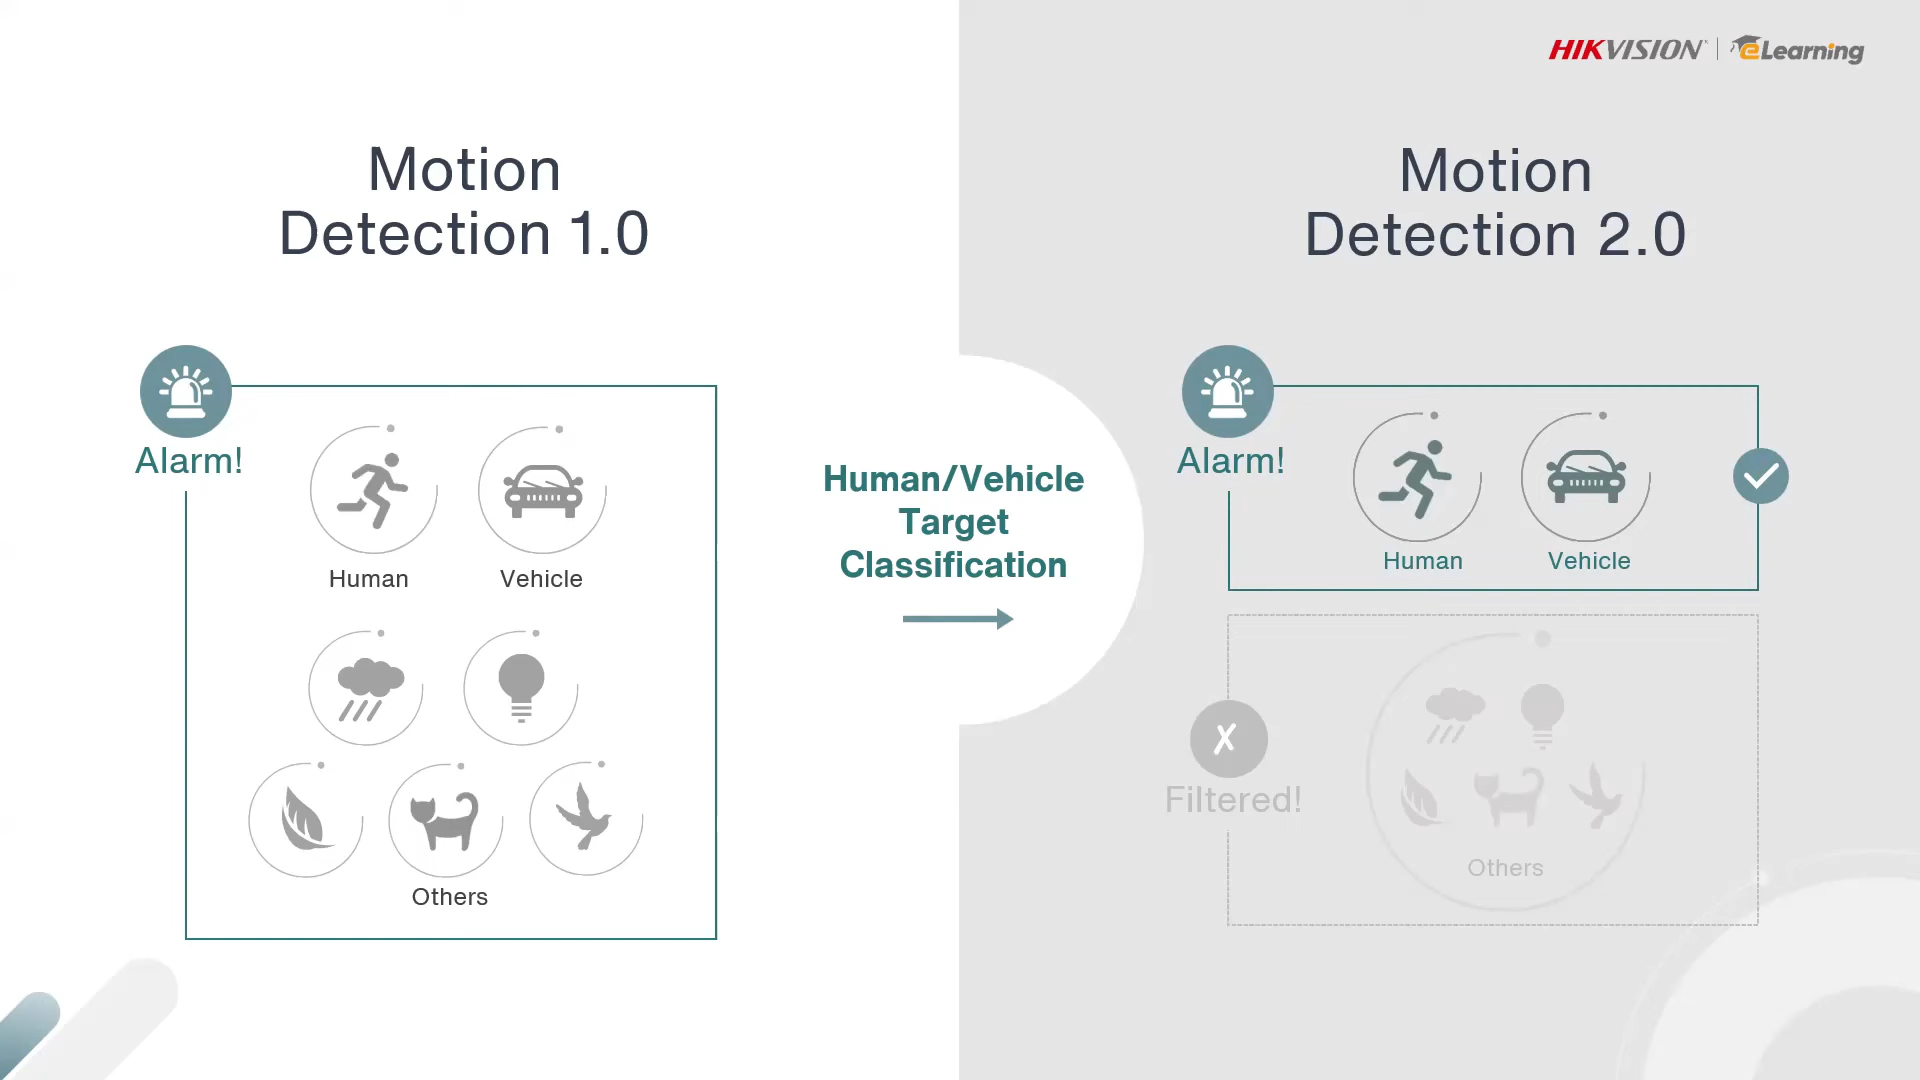 HIKVISION eLearning
Motion
Detection 1.0
Alarm!
Human
Vehicle
Others
Human/Vehicle
Target
Classification
Motion
Detection 2.0
Alarm!
Human
Vehicle
Filtered!
Others